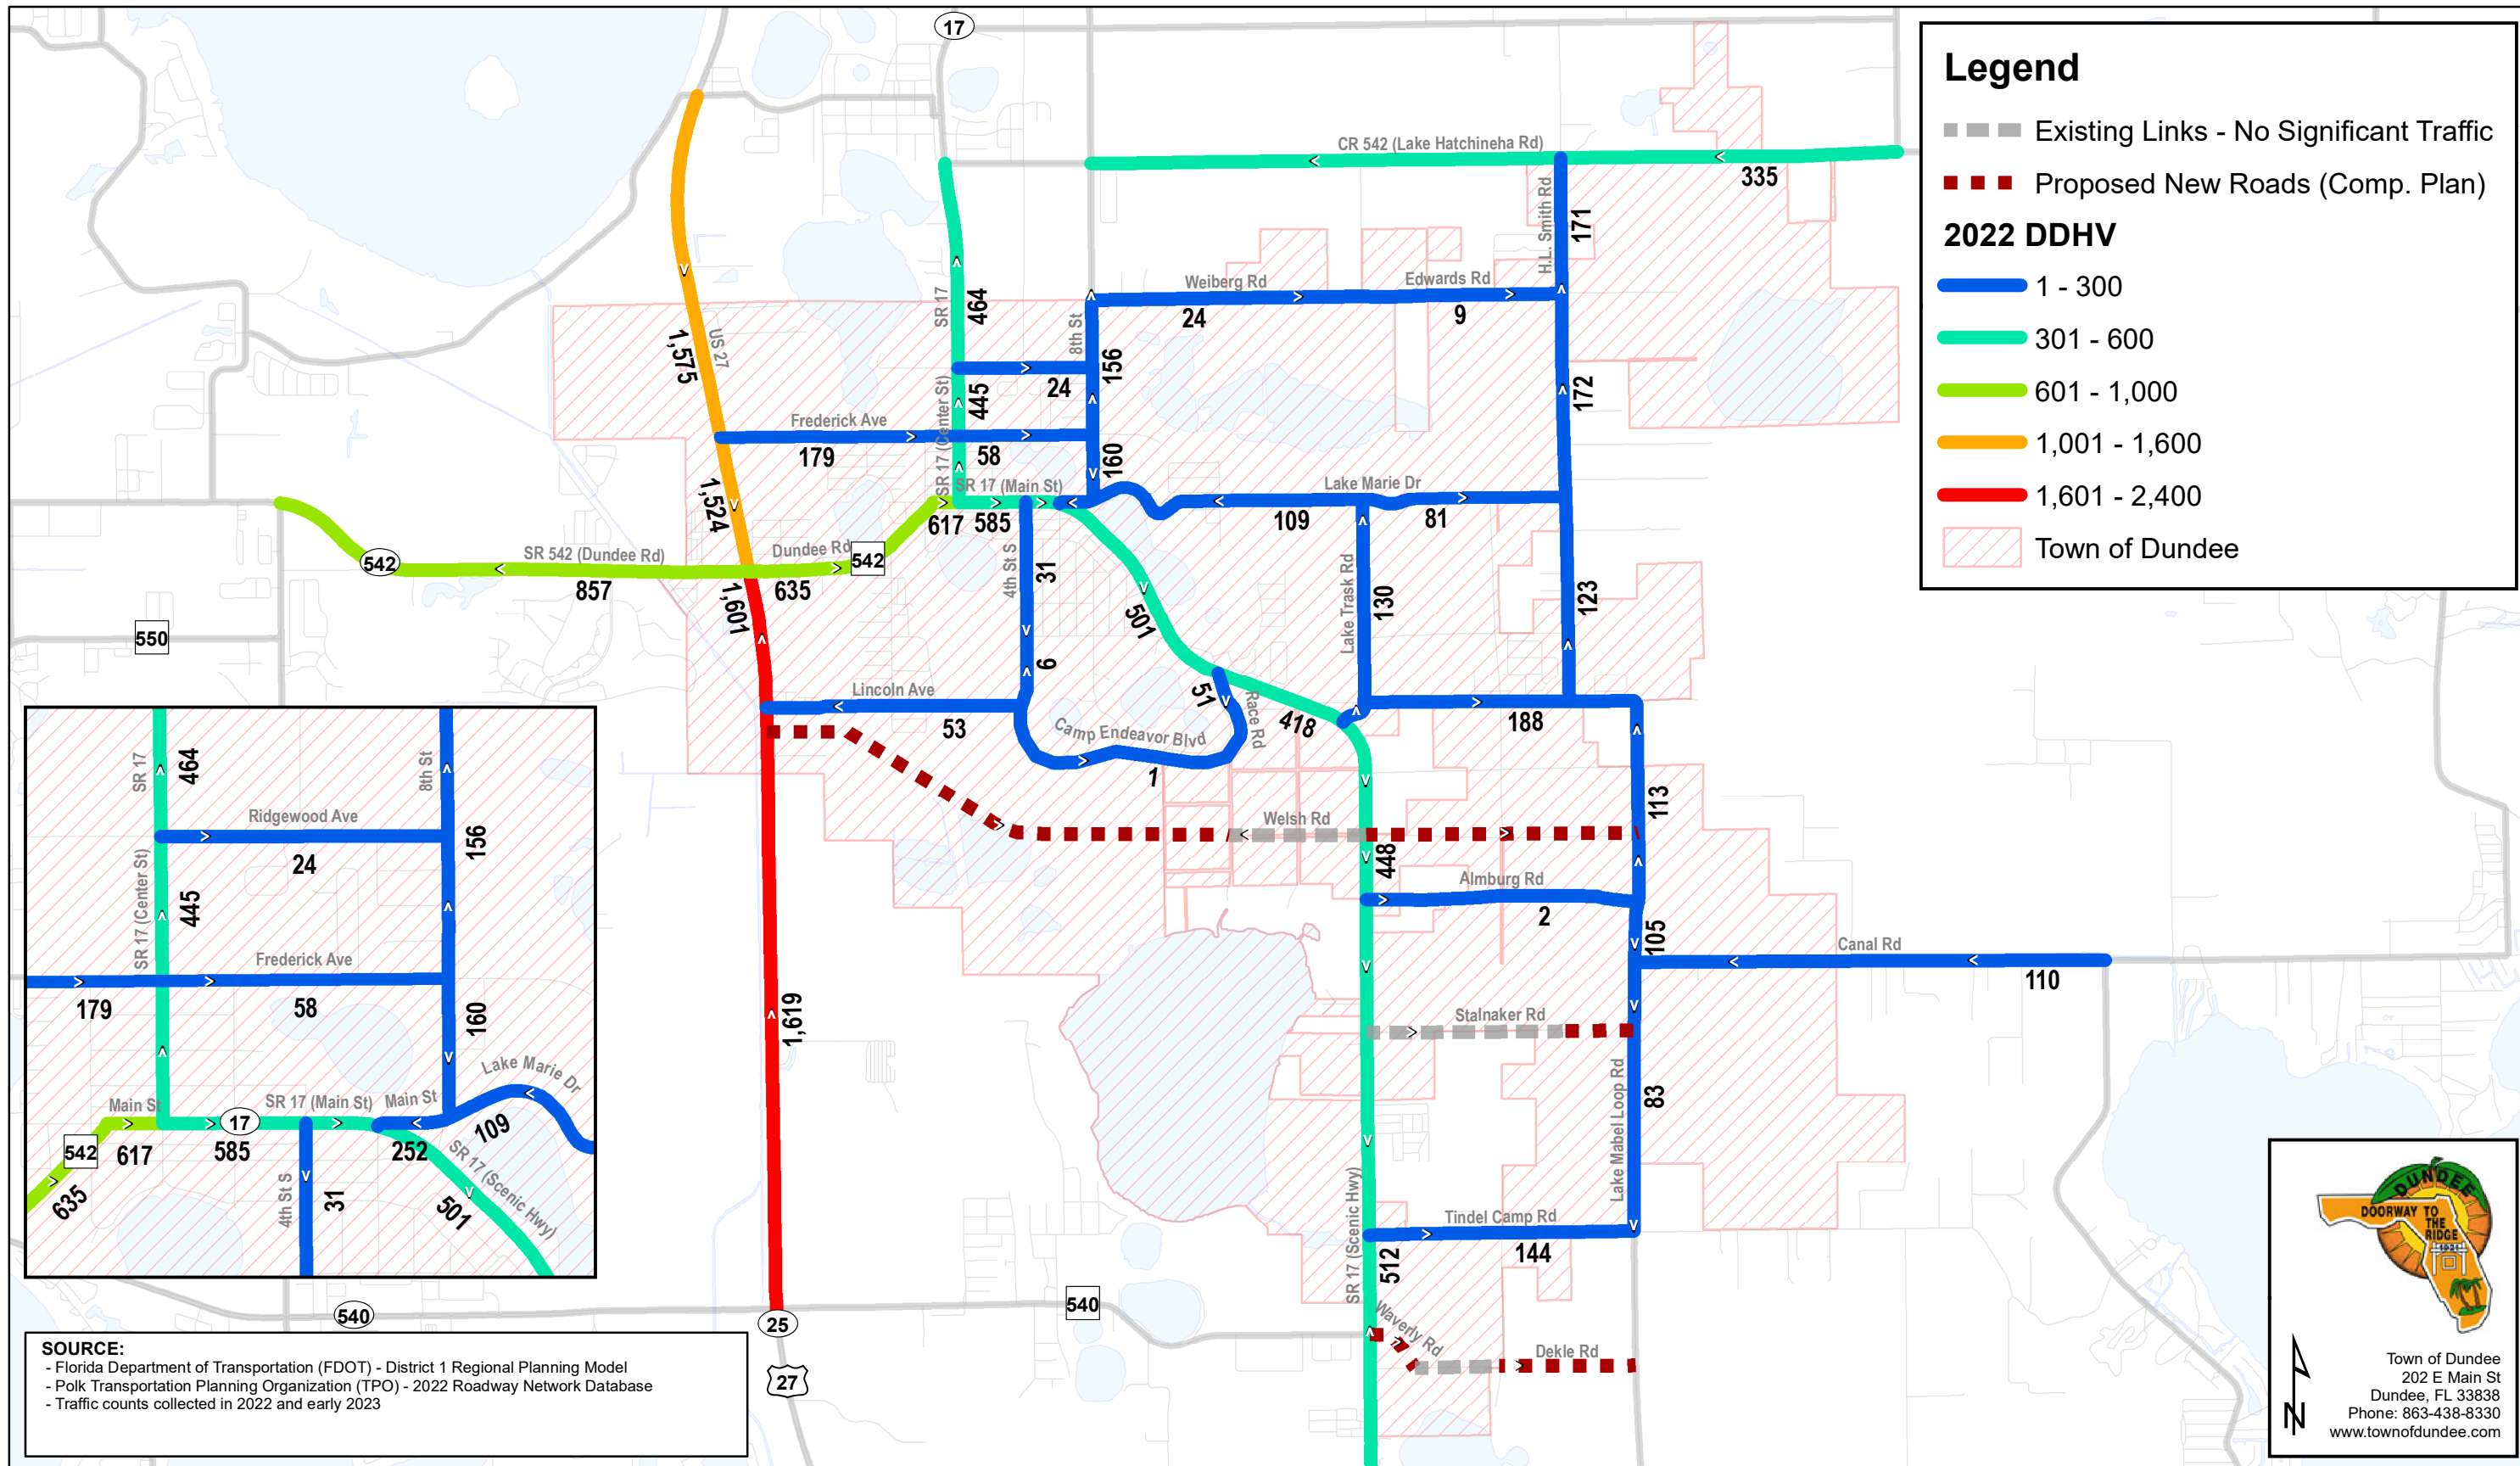 17
Legend
Existing Links - No Significant Traffic
Proposed New Roads (Comp. Plan)
2022 DDHV
1 - 300
301 - 600
601 - 1,000
1,001 - 1,600
1,601 - 2,400
Town of Dundee
CR 542 (Lake Hatchineha Rd)
335
H.L. Smith Rd
171
Weiberg Rd
Edwards Rd
24
9
SR 17
464
US 27
1,575
8th St
156
172
24
SR 17 (Center St)
445
Frederick Ave
179
58
160
1,524
SR 17 (Main St)
617
585
Lake Marie Dr
109
81
SR 542 (Dundee Rd)
Dundee Rd
542
542
857
635
1,601
4th St S
31
501
Lake Trask Rd
130
123
550
6
Lincoln Ave
53
51
Race Rd
418
188
Camp Endeavor Blvd
1
113
Welsh Rd
448
Almburg Rd
2
105
Canal Rd
110
1,619
Stalnaker Rd
Lake Mabel Loop Rd
83
Tindel Camp Rd
144
SR 17 (Scenic Hwy)
512
Waverly Rd
Dekle Rd
540
540
25
27
SR 17
464
8th St
Ridgewood Ave
24
156
SR 17 (Center St)
445
Frederick Ave
179
58
160
Lake Marie Dr
Main St
SR 17 (Main St)
Main St
17
542
617
585
252
109
635
4th St S
31
501
SR 17 (Scenic Hwy)
SOURCE:
- Florida Department of Transportation (FDOT) - District 1 Regional Planning Model
- Polk Transportation Planning Organization (TPO) - 2022 Roadway Network Database
- Traffic counts collected in 2022 and early 2023
DUNDEE
DOORWAY TO
THE
RIDGE
N
Town of Dundee
202 E Main St
Dundee, FL 33838
Phone: 863-438-8330
www.townofdundee.com